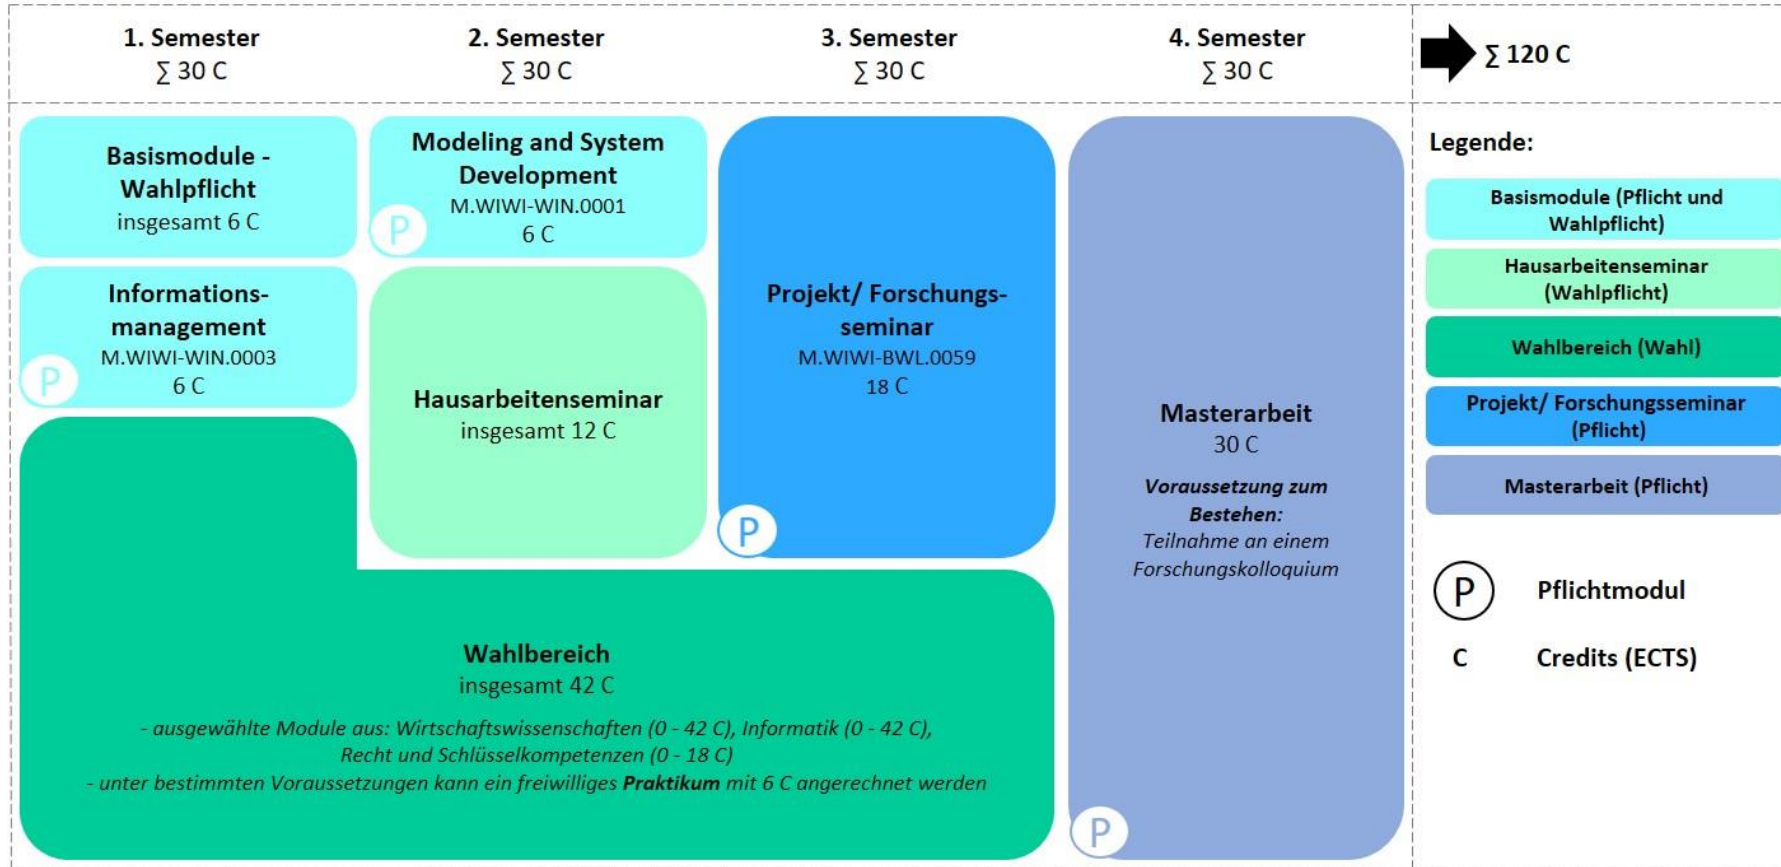 1. Semester
∑ 30 C
2. Semester
∑ 30 C
3. Semester
∑ 30 C
4. Semester
∑ 30 C
∑ 120 C
Basismodule -
Wahlpflicht
insgesamt 6 C
Informations-
management
M.WIWI-WIN.0003
6 C
P
Modeling and System
Development
M.WIWI-WIN.0001
6 C
P
Hausarbeitenseminar
insgesamt 12 C
Projekt/ Forschungs-
seminar
M.WIWI-BWL.0059
18 C
P
Wahlbereich
insgesamt 42 C
- ausgewählte Module aus: Wirtschaftswissenschaften (0 - 42 C), Informatik (0 - 42 C),
Recht und Schlüsselkompetenzen (0 - 18 C)
- unter bestimmten Voraussetzungen kann ein freiwilliges Praktikum mit 6 C angerechnet werden
Masterarbeit
30 C
Voraussetzung zum
Bestehen:
Teilnahme an einem
Forschungskolloquium
P
Legende:
Basismodule (Pflicht und
Wahlpflicht)
Hausarbeitenseminar
(Wahlpflicht)
Wahlbereich (Wahl)
Projekt/ Forschungsseminar
(Pflicht)
Masterarbeit (Pflicht)
P Pflichtmodul
C Credits (ECTS)